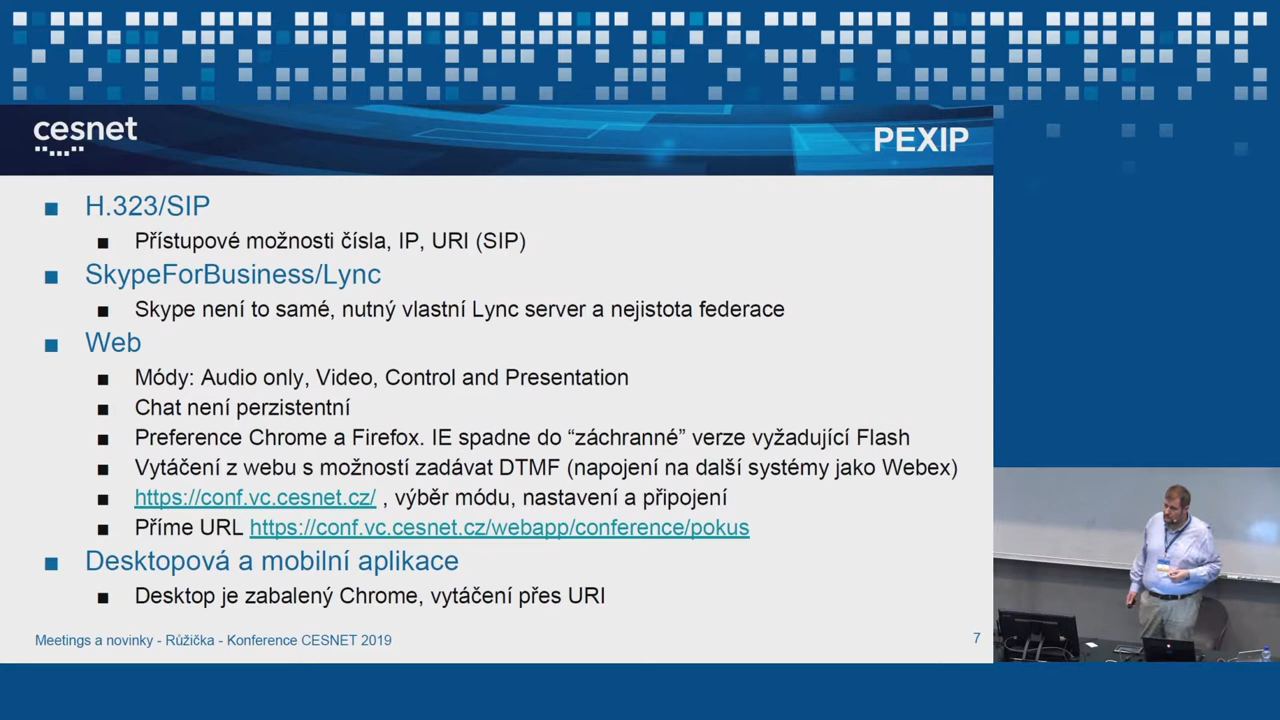 cesnet
PEXIP
H.323/SIP
Přístupové možnosti čísla, IP, URI (SIP)
SkypeForBusiness/Lync
Skype není to samé, nutný vlastní Lync server a nejistota federace
Web
Módy: Audio only, Video, Control and Presentation
Chat není perzistentní
Preference Chrome a Firefox. IE spadne do “záchranné” verze vyžadující Flash
Vytáčení z webu s možností zadávat DTMF (napojení na další systémy jako Webex)
https://conf.vc.cesnet.cz/ , výběr módu, nastavení a připojení
Příme URL https://conf.vc.cesnet.cz/webapp/conference/pokus
Desktopová a mobilní aplikace
Desktop je zabalený Chrome, vytáčení přes URI
Meetings a novinky - Růžička - Konference CESNET 2019
7